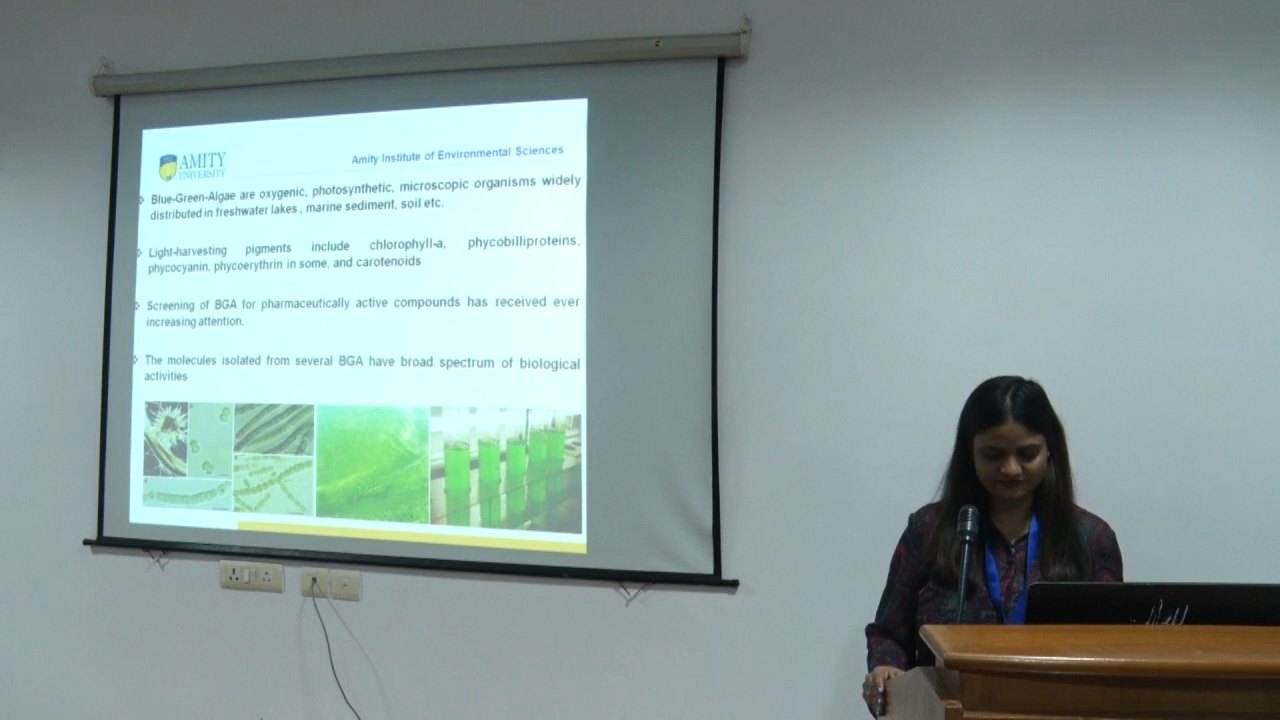 AMITY
UNIVERSITY
Amity Institute of Environmental Sciences
Blue-Green-Algae are oxygenic, photosynthetic, microscopic organisms widely
distributed in freshwater lakes , marine sediment, soil etc.
Light-harvesting pigments include chlorophyll-a, phycobilliproteins,
phycocyanin, phycoerythrin in some, and carotenoids
Screening of BGA for pharmaceutically active compounds has received ever
increasing attention.
The molecules isolated from several BGA have broad spectrum of biological
activities